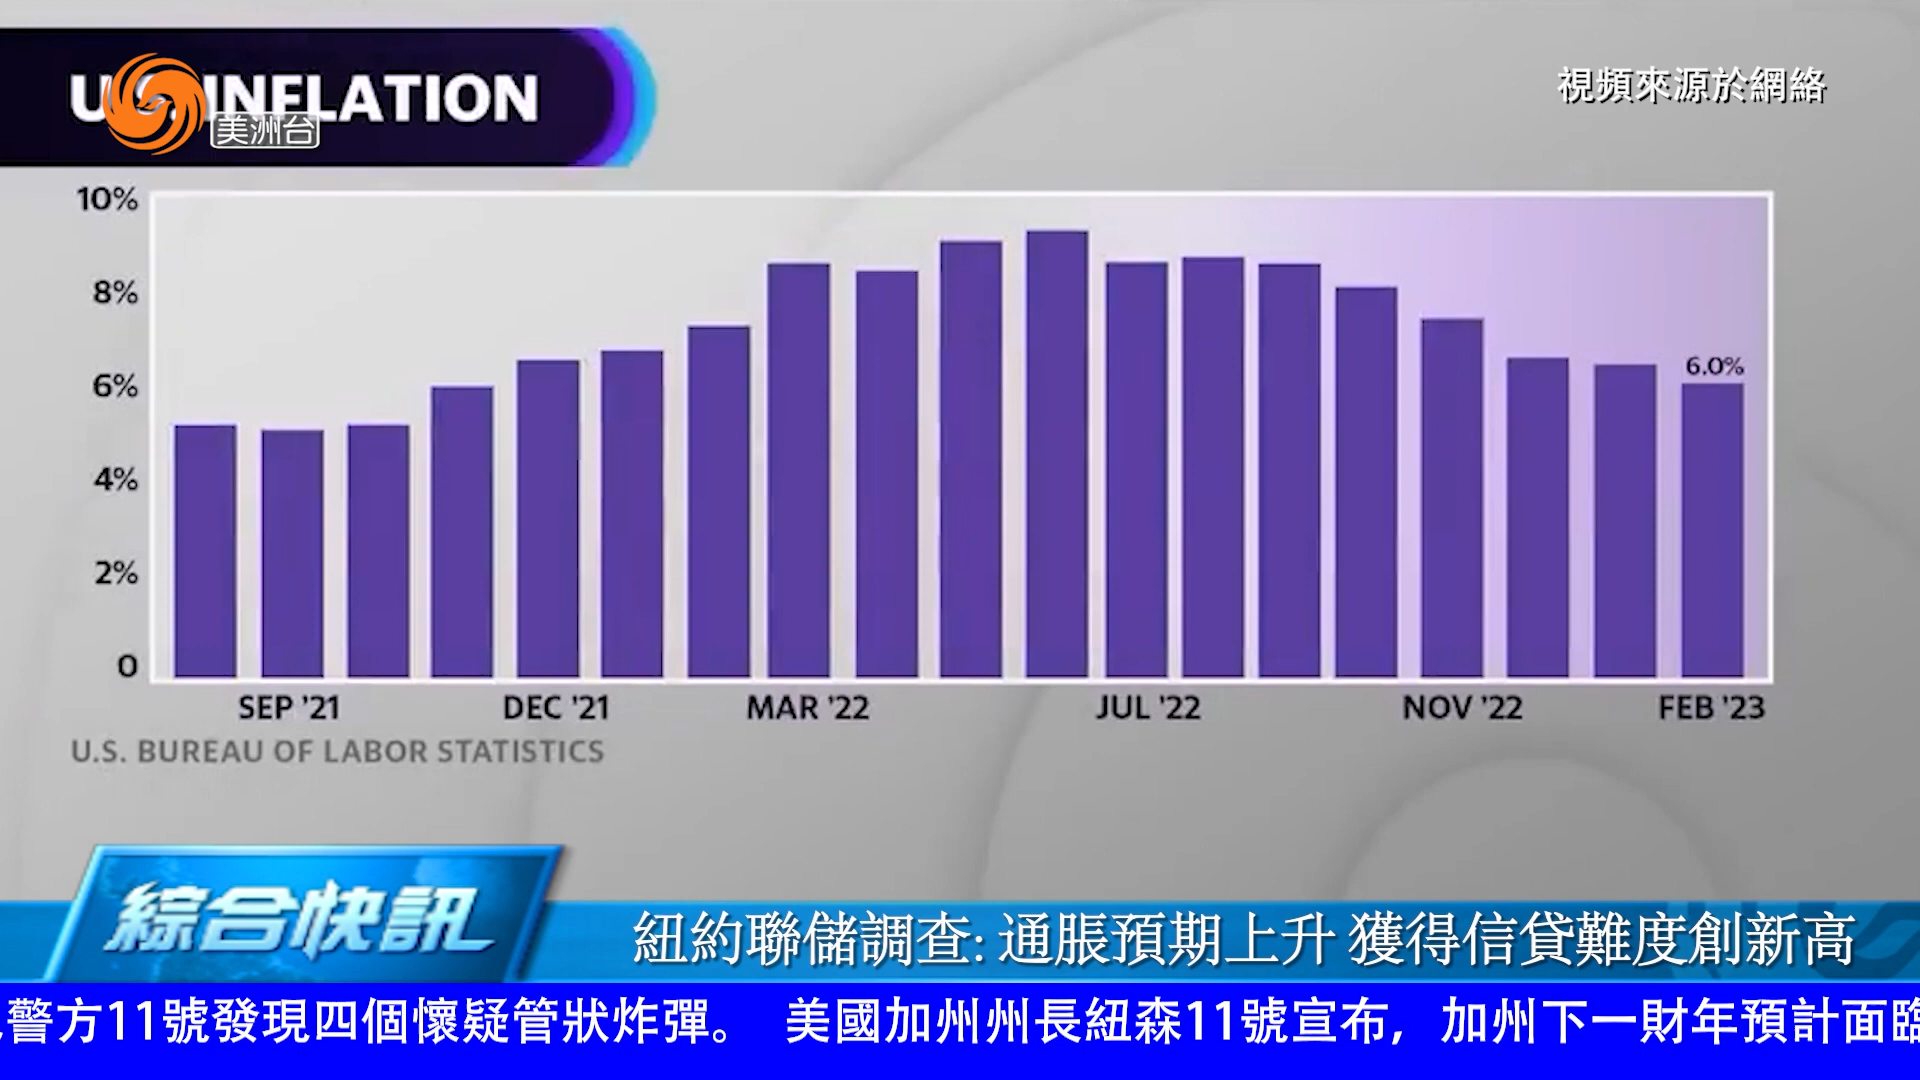 U.S. INFLATION
美洲台
視頻來源於網絡
10%
8%
6%
4%
2%
0
6.0%
SEP ’21 DEC ’21 MAR ’22 JUL ’22 NOV ’22 FEB ’23
U.S. BUREAU OF LABOR STATISTICS
綜合快訊
紐約聯儲調查: 通脹預期上升 獲得信貸難度創新高
警方11號發現四個懷疑管狀炸彈。 美國加州州長紐森11號宣布，加州下一財年預計面臨